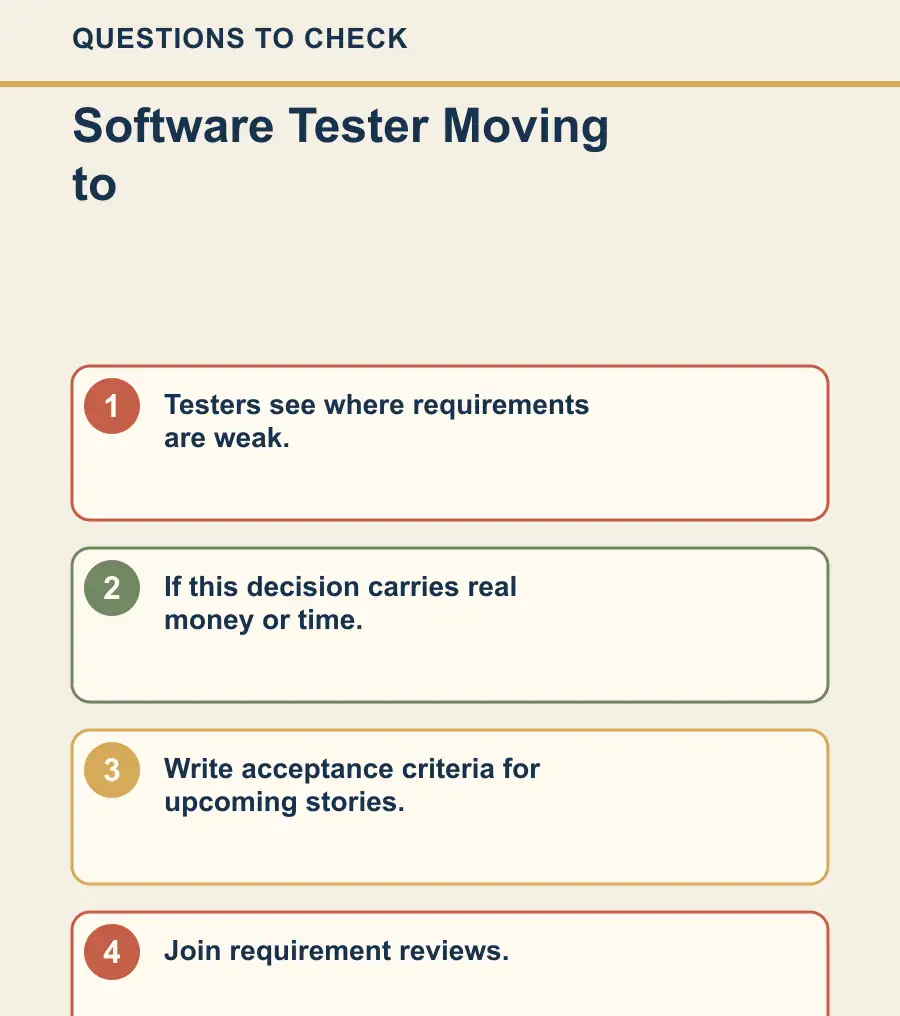 QUESTIONS TO CHECK
Software Tester Moving
to
1
Testers see where requirements
are weak.
2
If this decision carries real
money or time.
3
Write acceptance criteria for
upcoming stories.
4
Join requirement reviews.